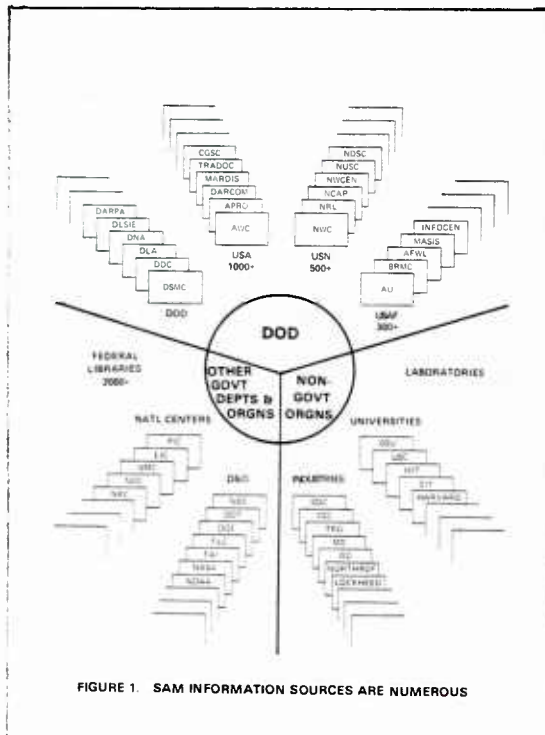 CGSC
TRADOC
MARDIS
DARCOM
APRO
AWC
USA
1000+
NDSC
NUSC
NWCEN
NCAP
NRL
NWC
USN
500+
DARPA
DLSIE
DNA
DLA
DDC
DSMC
DOD
INFOCEN
MASIS
AFWL
BRMC
AU
USAF
300+
DOD
OTHER
GOVT
DEPTS &
ORGNS
NON-
GOVT
ORGNS
FEDERAL
LIBRARIES
2000+
LABORATORIES
NATL CENTERS
UNIVERSITIES
USC
MIT
HARVARD
D&O
INDUSTRIES
DOT
NASA
NOAA
NORTHROP
LOCKHEED
FIGURE 1. SAM INFORMATION SOURCES ARE NUMEROUS